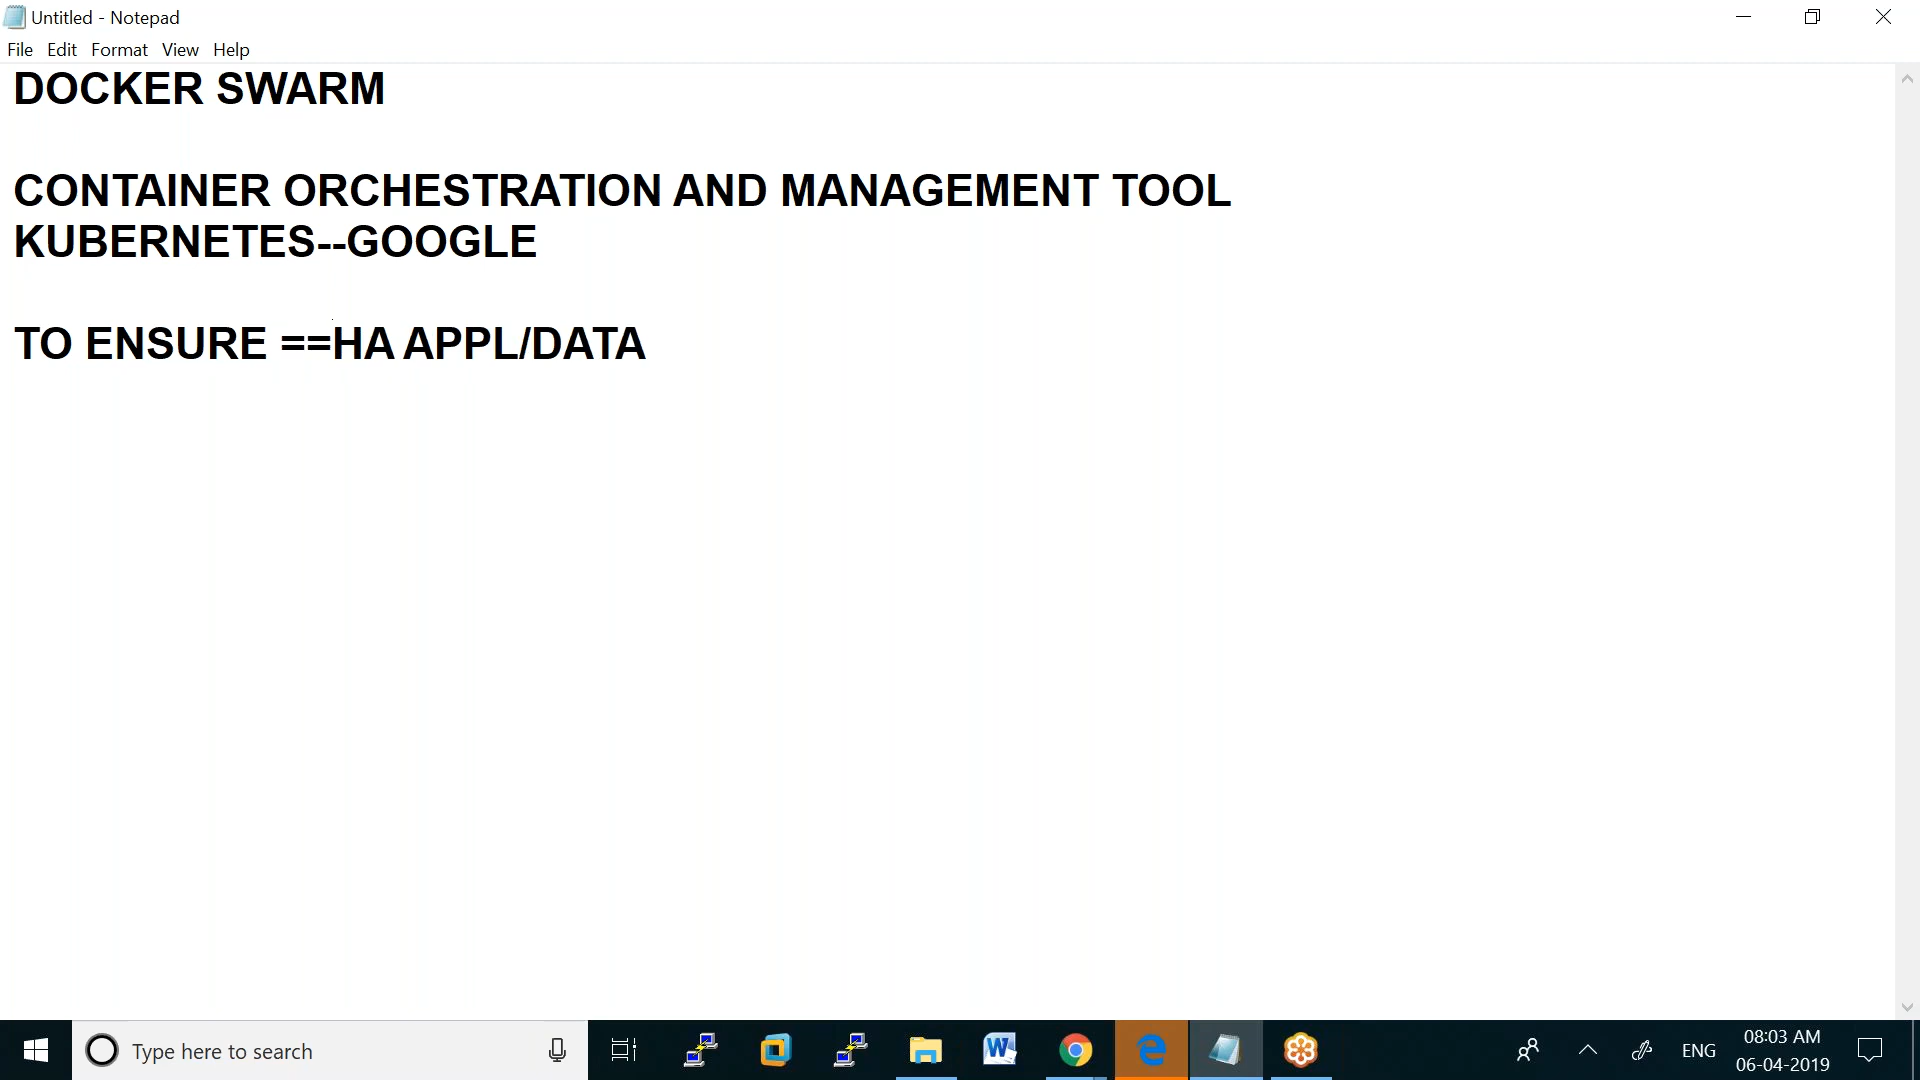 Untitled - Notepad
File Edit Format View Help
DOCKER SWARM
CONTAINER ORCHESTRATION AND MANAGEMENT TOOL
KUBERNETES--GOOGLE
TO ENSURE ==HA APPL/DATA
Type here to search
ENG
08:03 AM
06-04-2019